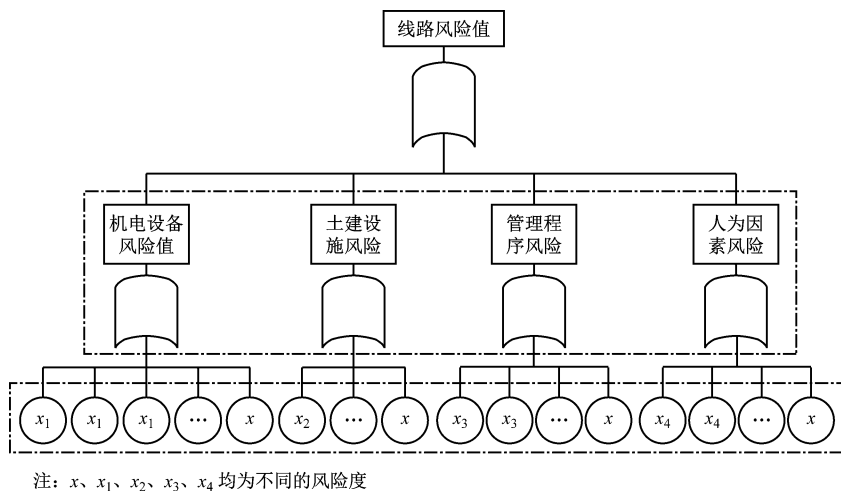 线路风险值
机电设备
风险值
土建设
施风险
管理程
序风险
人为因
素风险
x₁ x₁ x₁ … x x₂ … x x₃ x₃ … x x₄ x₄ … x
注：x、x₁、x₂、x₃、x₄ 均为不同的风险度